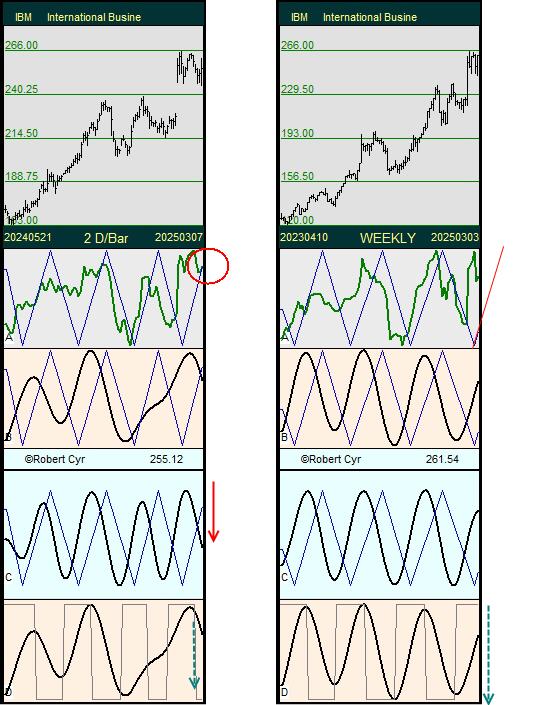 IBM International Busine
266.00
240.25
214.50
188.75
20240521 2 D/Bar 20250307
A
B
©Robert Cyr 255.12
C
D
IBM International Busine
266.00
229.50
193.00
156.50
20230410 WEEKLY 20250303
A
B
©Robert Cyr 261.54
C
D